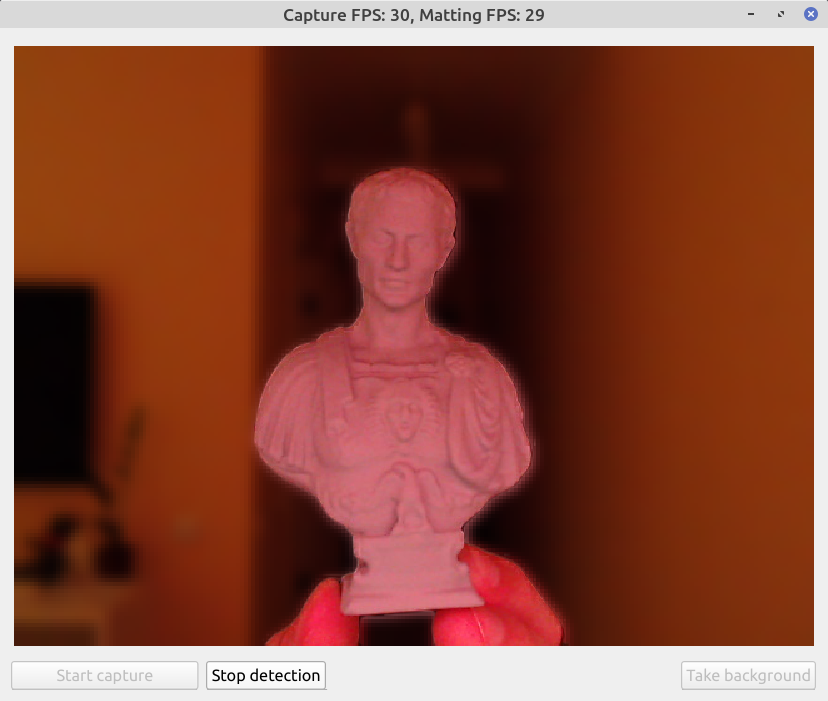 Capture FPS: 30, Matting FPS: 29
Start capture
Stop detection
Take background